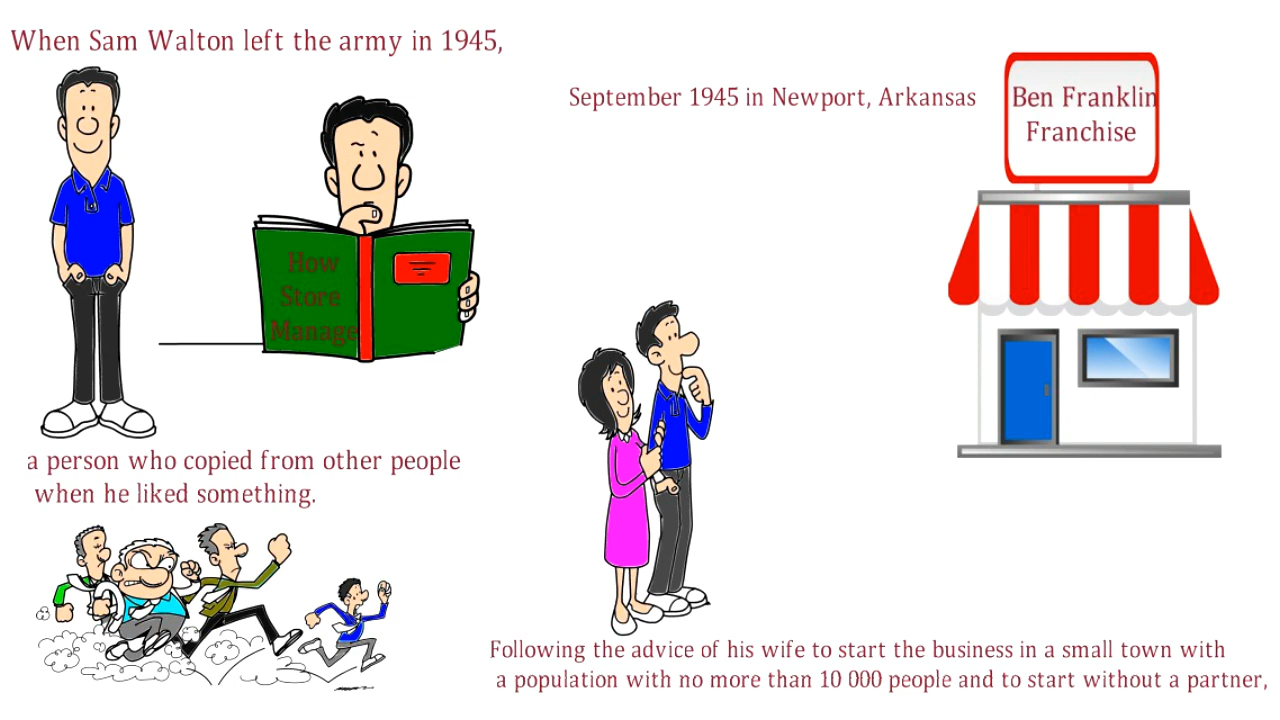 When Sam Walton left the army in 1945,
How
Store
Manage
a person who copied from other people
when he liked something.
September 1945 in Newport, Arkansas
Ben Franklin
Franchise
Following the advice of his wife to start the business in a small town with
a population with no more than 10 000 people and to start without a partner,